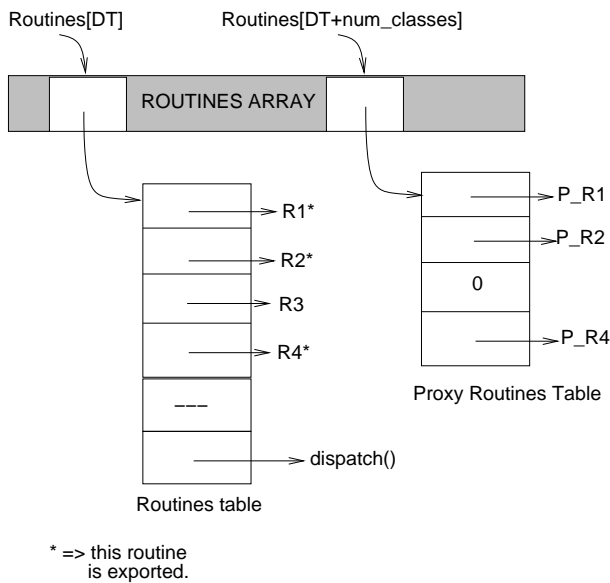 Routines[DT]
Routines[DT+num_classes]
ROUTINES ARRAY
R1*
R2*
R3
R4*
---
dispatch()
Routines table
P_R1
P_R2
0
P_R4
Proxy Routines Table
* => this routine
is exported.